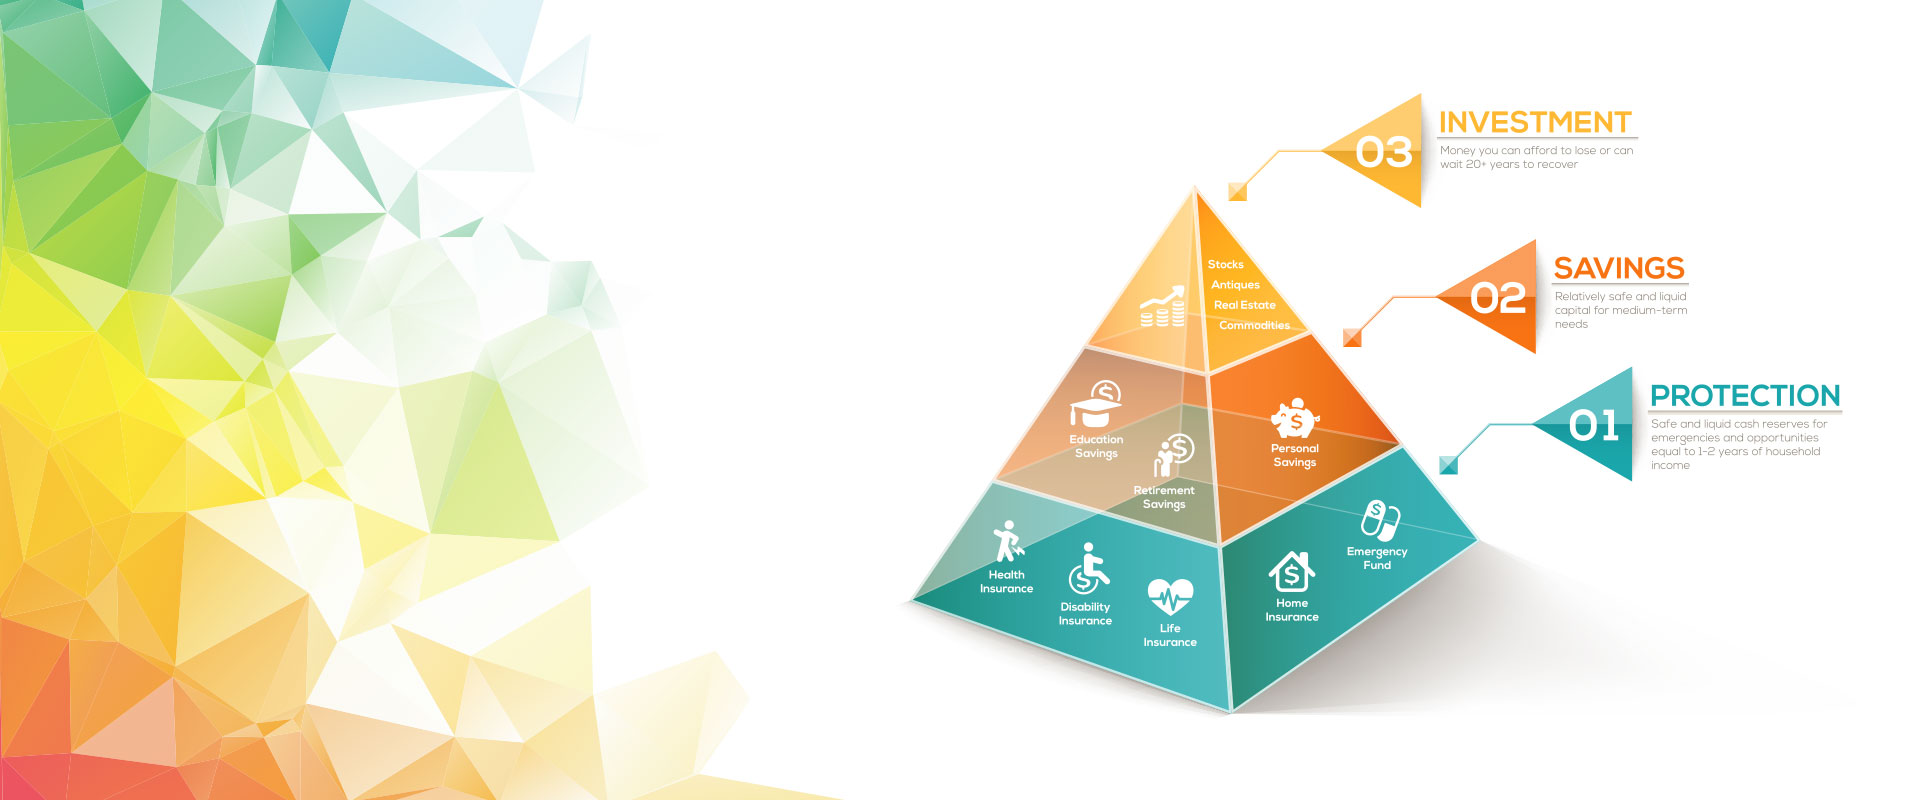 03
INVESTMENT
Money you can afford to lose or can
wait 20+ years to recover
02
SAVINGS
Relatively safe and liquid
capital for medium-term
needs
01
PROTECTION
Safe and liquid cash reserves for
emergencies and opportunities
equal to 1-2 years of household
income
Stocks
Antiques
Real Estate
Commodities
Education
Savings
Retirement
Savings
Personal
Savings
Health
Insurance
Disability
Insurance
Life
Insurance
Home
Insurance
Emergency
Fund